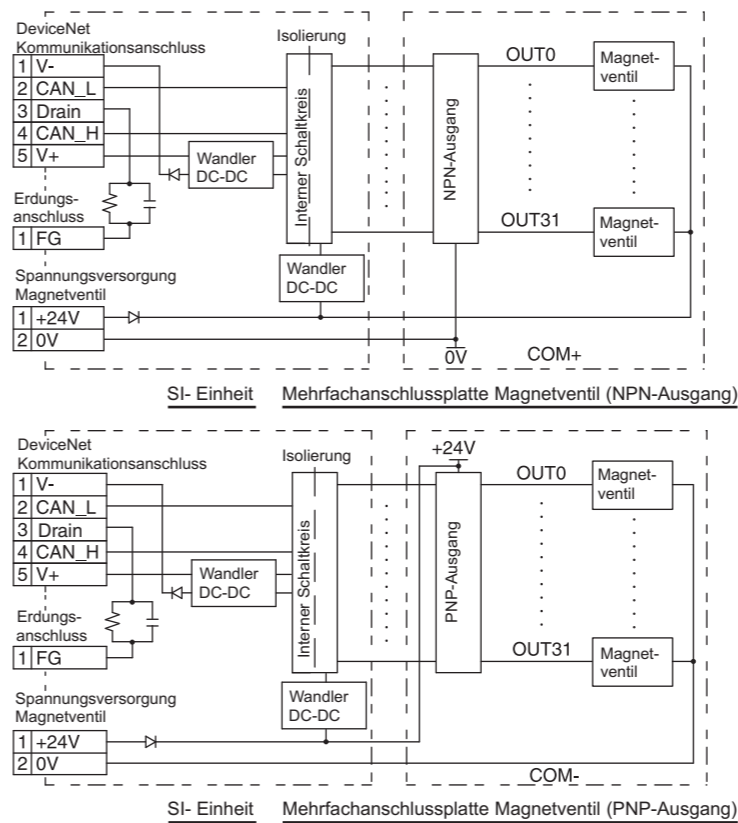 DeviceNet
Kommunikationsanschluss
1 V-
2 CAN_L
3 Drain
4 CAN_H
5 V+
Erdungs-
anschluss
1 FG
Spannungsversorgung
Magnetventil
1 +24V
2 0V
Wandler
DC-DC
Isolierung
Interner Schaltkreis
Wandler
DC-DC
NPN-Ausgang
0V
OUT0
OUT31
Magnet-
ventil
Magnet-
ventil
COM+
SI- Einheit
Mehrfachanschlussplatte Magnetventil (NPN-Ausgang)
DeviceNet
Kommunikationsanschluss
1 V-
2 CAN_L
3 Drain
4 CAN_H
5 V+
Erdungs-
anschluss
1 FG
Spannungsversorgung
Magnetventil
1 +24V
2 0V
Wandler
DC-DC
Isolierung
Interner Schaltkreis
Wandler
DC-DC
+24V
PNP-Ausgang
OUT0
OUT31
Magnet-
ventil
Magnet-
ventil
COM-
SI- Einheit
Mehrfachanschlussplatte Magnetventil (PNP-Ausgang)